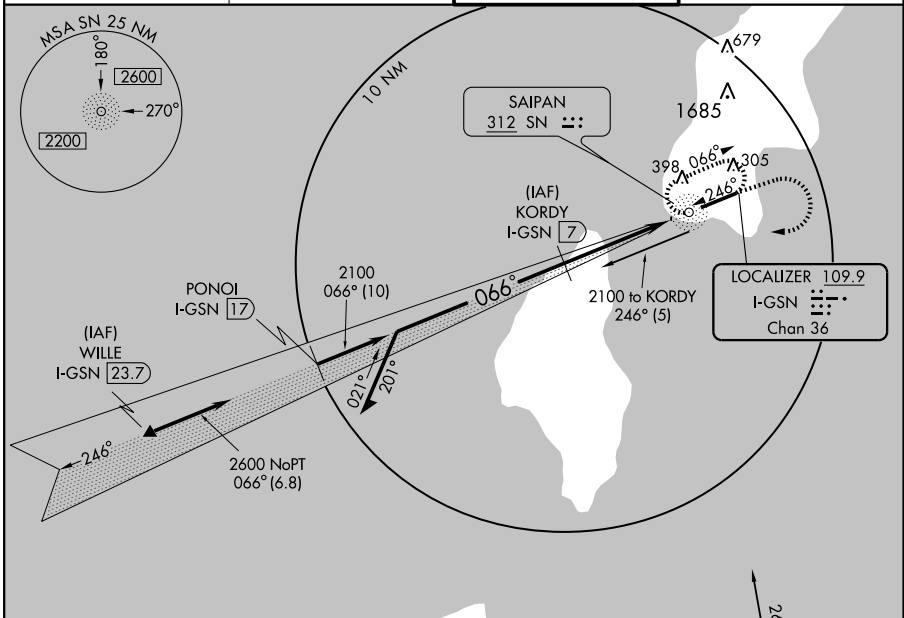 MSA SN 25 NM
180°
2600
270°
2200
10 NM
679
1685
SAIPAN
312 SN
398
066°
305
246°
(IAF)
KORDY
I-GSN 7
LOCALIZER 109.9
I-GSN
Chan 36
2100
066° (10)
PONOI
I-GSN 17
066°
2100 to KORDY
246° (5)
(IAF)
WILLE
I-GSN 23.7
021°
201°
246°
2600 NoPT
066° (6.8)